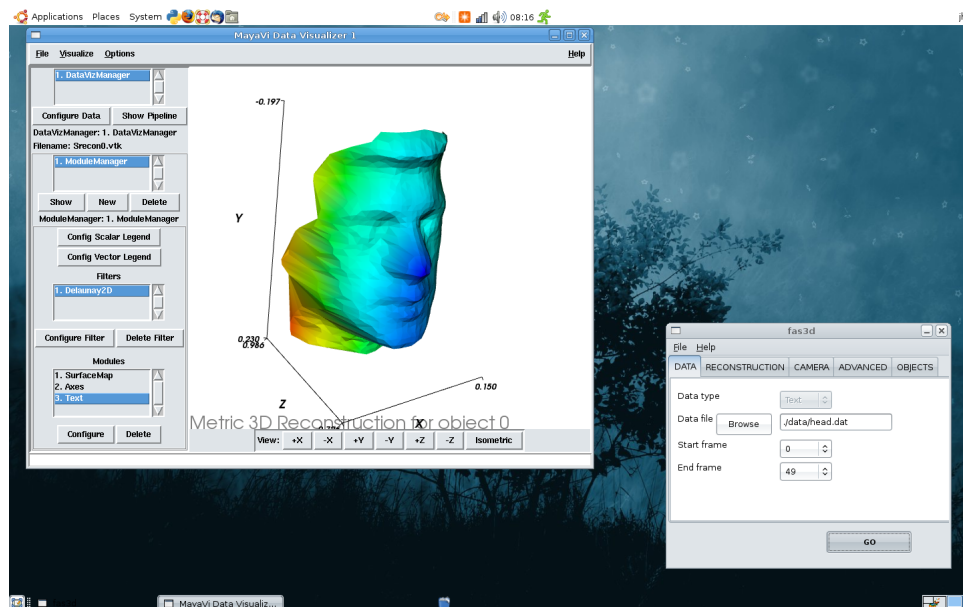 Applications Places System
08:16
MayaVi Data Visualizer 1
File Visualize Options Help
1. DataVizManager
Configure Data Show Pipeline
DataVizManager: 1. DataVizManager
Filename: Srecon0.vtk
1. ModuleManager
Show New Delete
ModuleManager: 1. ModuleManager
Config Scalar Legend
Config Vector Legend
Filters
1. Delaunay2D
Configure Filter Delete Filter
Modules
1. SurfaceMap
2. Axes
3. Text
Configure Delete
-0.197
Y
0.230
0.986
0.150
Z
X
Metric 3D Reconstruction for object 0
View: +X -X +Y -Y +Z -Z Isometric
fas3d
File Help
DATA RECONSTRUCTION CAMERA ADVANCED OBJECTS
Data type Text
Data file Browse ./data/head.dat
Start frame 0
End frame 49
GO
MayaVi Data Visualiz...